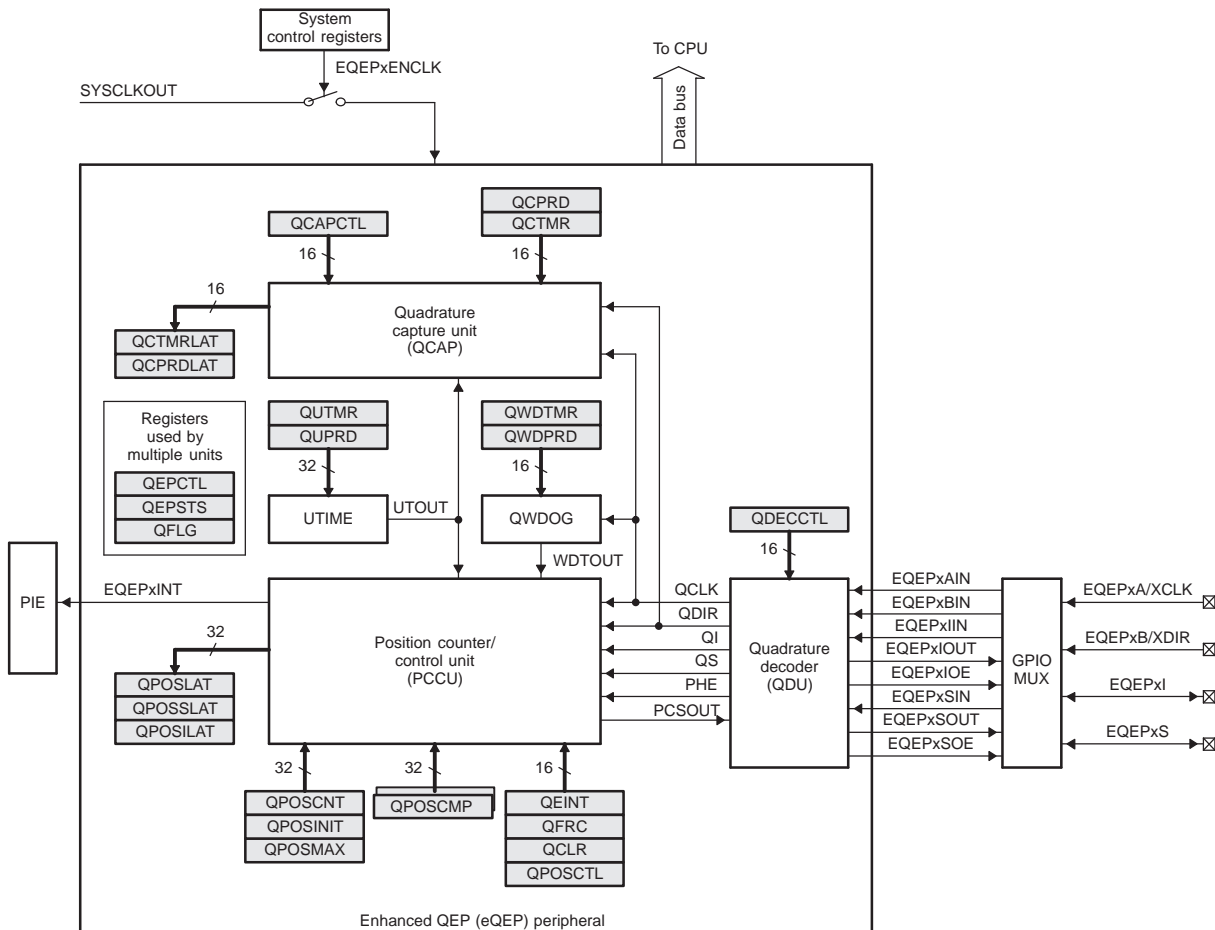 System
control registers
To CPU
EQEPxENCLK
SYSCLKOUT
Data bus
QCPRD
QCAPCTL
QCTMR
16
16
16
Quadrature
capture unit
(QCAP)
QCTMRLAT
QCPRDLAT
Registers
used by
multiple units
QEPCTL
QEPSTS
QFLG
QUTMR
QUPRD
32
QWDTMR
QWDPRD
16
UTIME
UTOUT
QWDOG
WDTOUT
QDECCTL
16
PIE
EQEPxINT
32
QPOSLAT
QPOSSLAT
QPOSILAT
Position counter/
control unit
(PCCU)
QCLK
QDIR
QI
QS
PHE
PCSOUT
Quadrature
decoder
(QDU)
EQEPxAIN
EQEPxBIN
EQEPxIIN
EQEPxIOUT
EQEPxIOE
EQEPxSIN
EQEPxSOUT
EQEPxSOE
GPIO
MUX
EQEPxA/XCLK
EQEPxB/XDIR
EQEPxI
EQEPxS
32
32
16
QPOSCNT
QPOSINIT
QPOSMAX
QPOSCMP
QEINT
QFRC
QCLR
QPOSCTL
Enhanced QEP (eQEP) peripheral